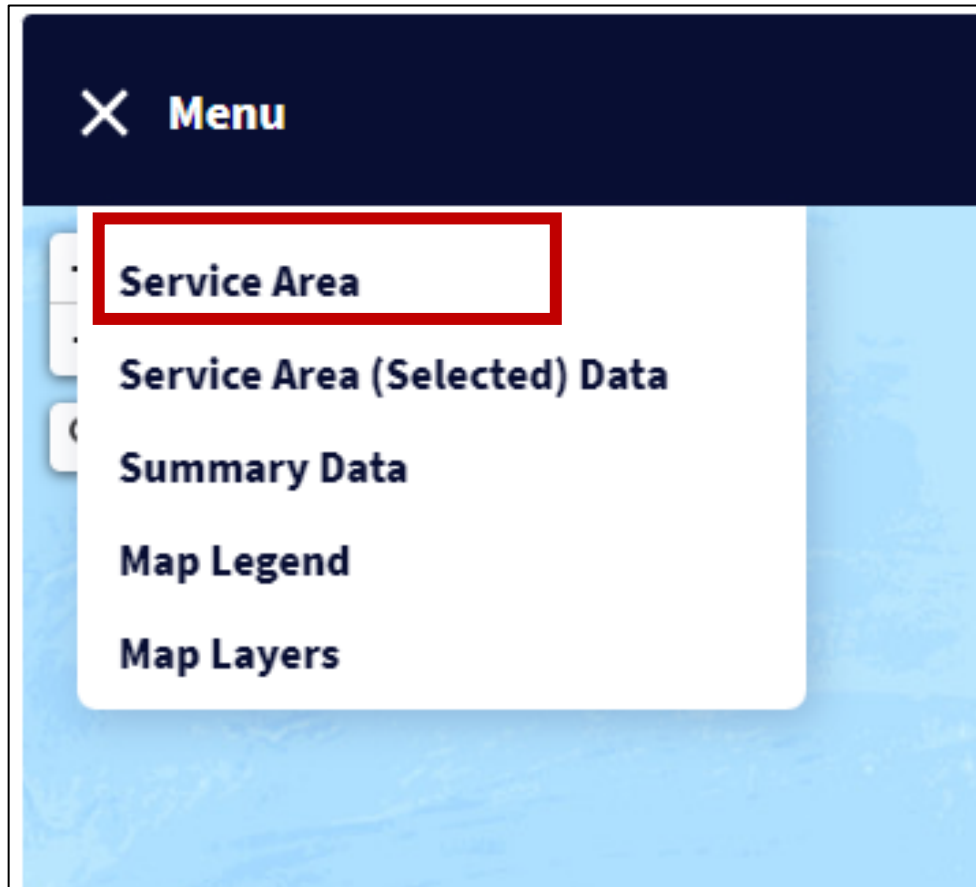 Menu
Service Area
Service Area (Selected) Data
Summary Data
Map Legend
Map Layers